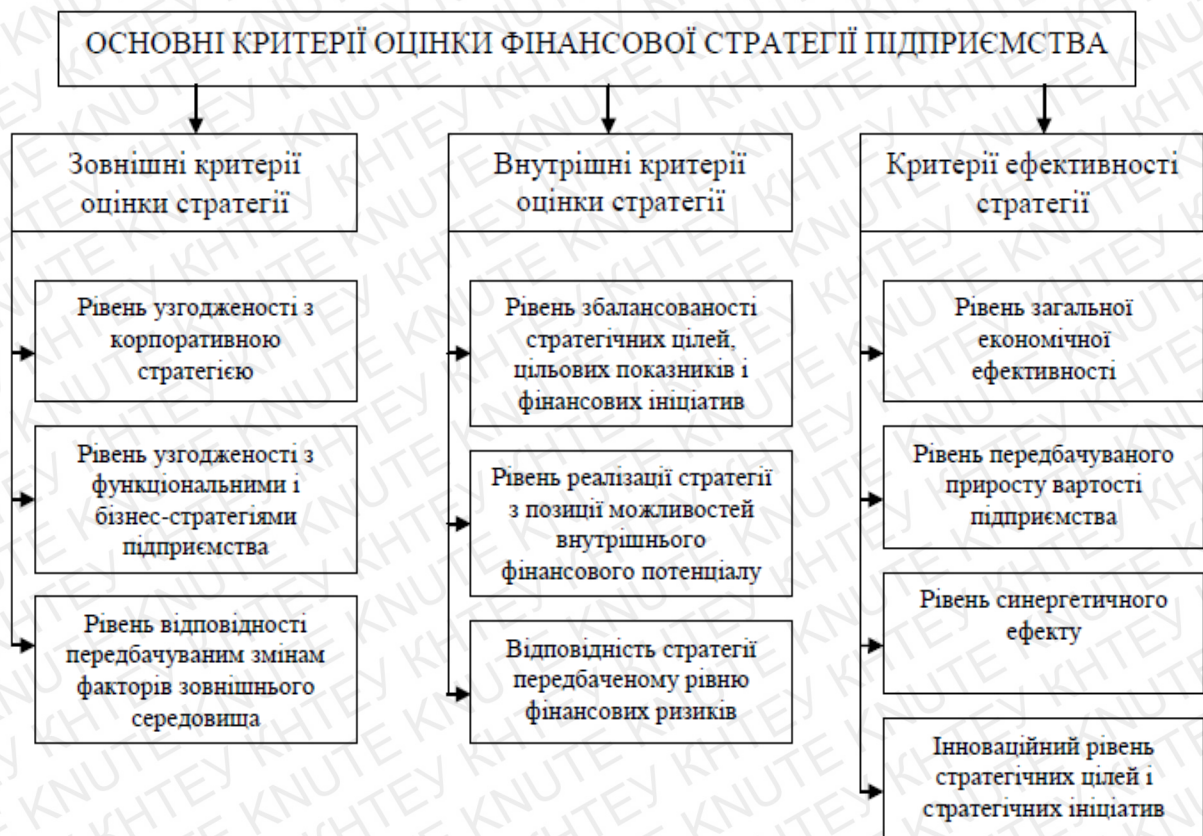 ОСНОВНІ КРИТЕРІЇ ОЦІНКИ ФІНАНСОВОЇ СТРАТЕГІЇ ПІДПРИЄМСТВА
Зовнішні критерії
оцінки стратегії
Рівень узгодженості з
корпоративною
стратегією
Рівень узгодженості з
функціональними і
бізнес-стратегіями
підприємства
Рівень відповідності
передбачуваним змінам
факторів зовнішнього
середовища
Внутрішні критерії
оцінки стратегії
Рівень збалансованості
стратегічних цілей,
цільових показників і
фінансових ініціатив
Рівень реалізації стратегії
з позиції можливостей
внутрішнього
фінансового потенціалу
Відповідність стратегії
передбаченому рівню
фінансових ризиків
Критерії ефективності
стратегії
Рівень загальної
економічної
ефективності
Рівень передбачуваного
приросту вартості
підприємства
Рівень синергетичного
ефекту
Інноваційний рівень
стратегічних цілей і
стратегічних ініціатив